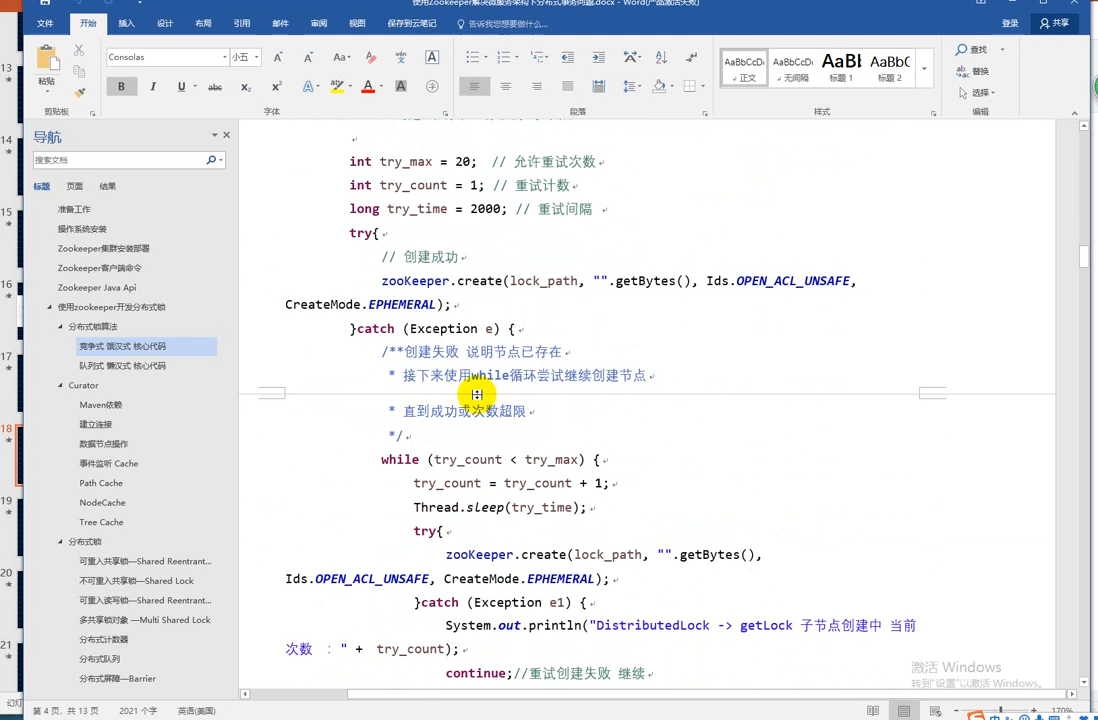 使用Zookeeper解决微服务架构下分布式事务问题.docx - Word(产品激活失败)
文件 开始 插入 设计 布局 引用 邮件 审阅 视图 保存到云笔记 告诉我您想要做什么... 登录 共享
粘贴
Consolas 小五
B I U abc X₂ X² A
AaBbCcDi AaBbCcDi AaBb AaBbC
正文 无间隔 标题 1 标题 2
查找
替换
选择
剪贴板 字体 段落 样式 编辑
导航
搜索文档
标题 页面 结果
准备工作
操作系统安装
Zookeeper集群安装部署
Zookeeper客户端命令
Zookeeper Java Api
使用zookeeper开发分布式锁
分布式锁算法
竞争式 饿汉式 核心代码
队列式 懒汉式 核心代码
Curator
Maven依赖
建立连接
数据节点操作
事件监听 Cache
Path Cache
NodeCache
Tree Cache
分布式锁
可重入共享锁—Shared Reentrant...
不可重入共享锁—Shared Lock
可重入读写锁—Shared Reentrant...
多共享锁对象 —Multi Shared Lock
分布式计数器
分布式队列
分布式屏障—Barrier
13
14
15
16
17
18
19
20
21
int try_max = 20; // 允许重试次数
int try_count = 1; // 重试计数
long try_time = 2000; // 重试间隔
try{
// 创建成功
zooKeeper.create(lock_path, "".getBytes(), Ids.OPEN_ACL_UNSAFE,
CreateMode.EPHEMERAL);
}catch (Exception e) {
/**创建失败 说明节点已存在
* 接下来使用while循环尝试继续创建节点
* 直到成功或次数超限
*/
while (try_count < try_max) {
try_count = try_count + 1;
Thread.sleep(try_time);
try{
zooKeeper.create(lock_path, "".getBytes(),
Ids.OPEN_ACL_UNSAFE, CreateMode.EPHEMERAL);
}catch (Exception e1) {
System.out.println("DistributedLock -> getLock 子节点创建中 当前
次数 : " + try_count);
continue;//重试创建失败 继续
激活 Windows
转到"设置"以激活 Windows。
幻灯
第 4 页，共 13 页 2021 个字 英语(美国) 170%